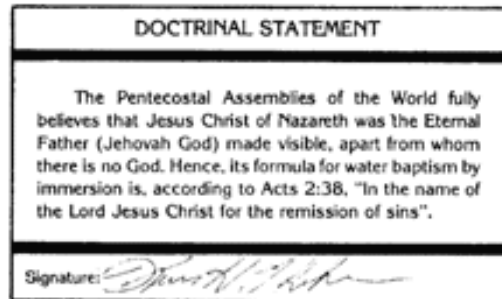 DOCTRINAL STATEMENT
The Pentecostal Assemblies of the World fully
believes that Jesus Christ of Nazareth was the Eternal
Father (Jehovah God) made visible, apart from whom
there is no God. Hence, its formula for water baptism by
immersion is, according to Acts 2:38, "In the name of
the Lord Jesus Christ for the remission of sins".
Signature: